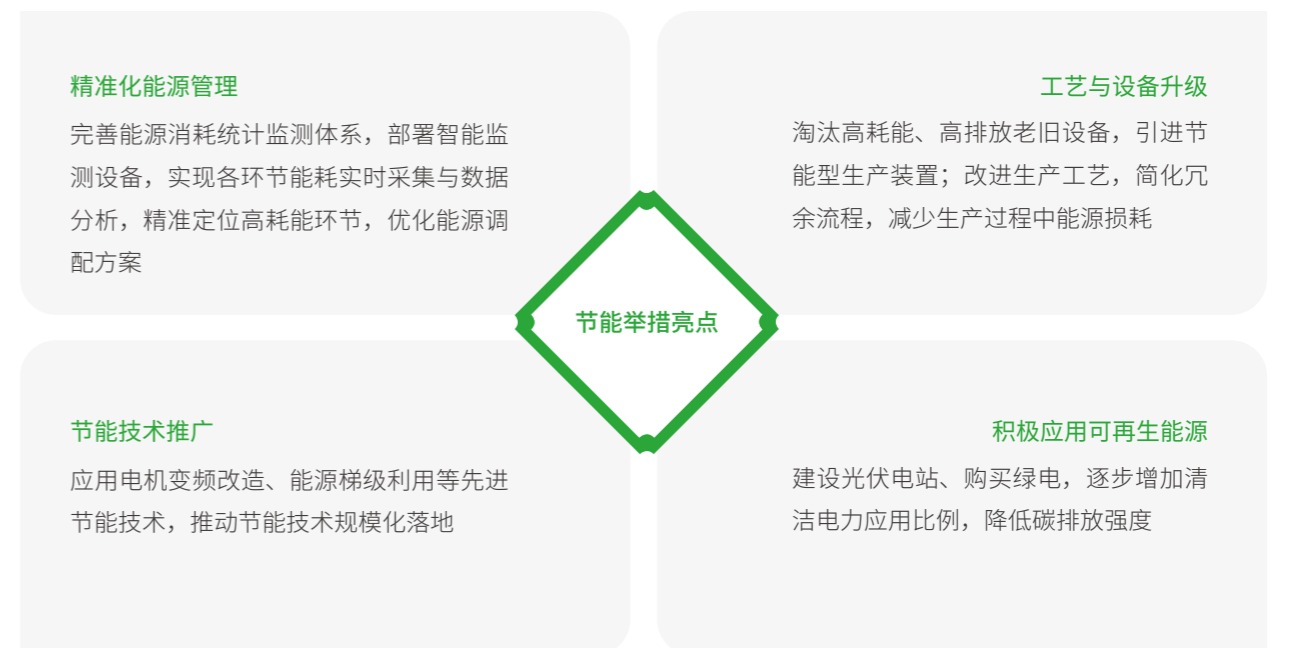 精准化能源管理
完善能源消耗统计监测体系，部署智能监
测设备，实现各环节能耗实时采集与数据
分析，精准定位高耗能环节，优化能源调
配方案
工艺与设备升级
淘汰高耗能、高排放老旧设备，引进节
能型生产装置；改进生产工艺，简化冗
余流程，减少生产过程中能源损耗
节能举措亮点
节能技术推广
应用电机变频改造、能源梯级利用等先进
节能技术，推动节能技术规模化落地
积极应用可再生能源
建设光伏电站、购买绿电，逐步增加清
洁电力应用比例，降低碳排放强度